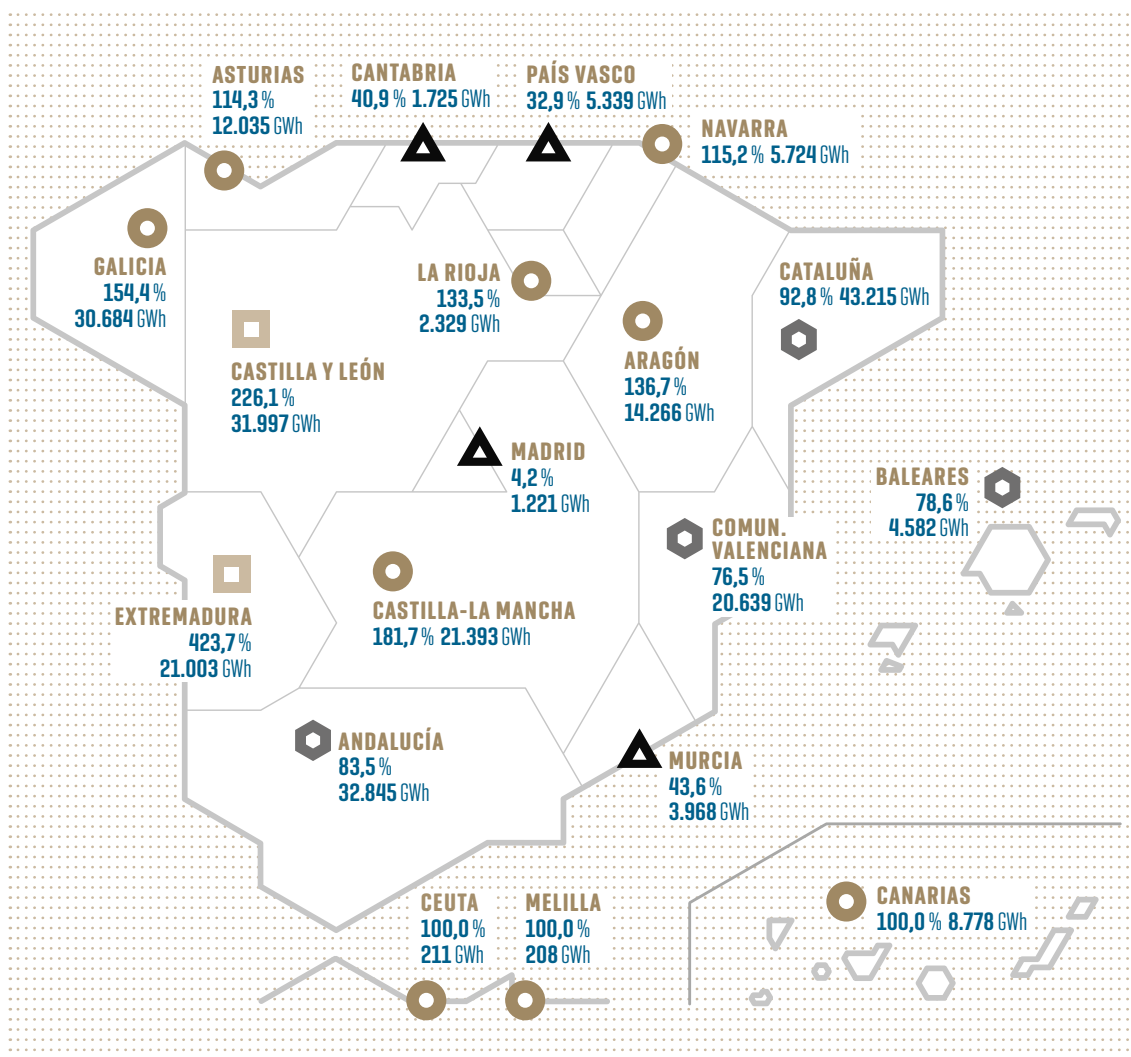 ASTURIAS
114,3 %
12.035 GWh
CANTABRIA
40,9 % 1.725 GWh
PAÍS VASCO
32,9 % 5.339 GWh
NAVARRA
115,2 % 5.724 GWh
GALICIA
154,4 %
30.684 GWh
LA RIOJA
133,5 %
2.329 GWh
CATALUÑA
92,8 % 43.215 GWh
CASTILLA Y LEÓN
226,1 %
31.997 GWh
ARAGÓN
136,7 %
14.266 GWh
MADRID
4,2 %
1.221 GWh
BALEARES
78,6 %
4.582 GWh
COMUN.
VALENCIANA
76,5 %
20.639 GWh
EXTREMADURA
423,7 %
21.003 GWh
CASTILLA-LA MANCHA
181,7 % 21.393 GWh
ANDALUCÍA
83,5 %
32.845 GWh
MURCIA
43,6 %
3.968 GWh
CEUTA
100,0 %
211 GWh
MELILLA
100,0 %
208 GWh
CANARIAS
100,0 % 8.778 GWh